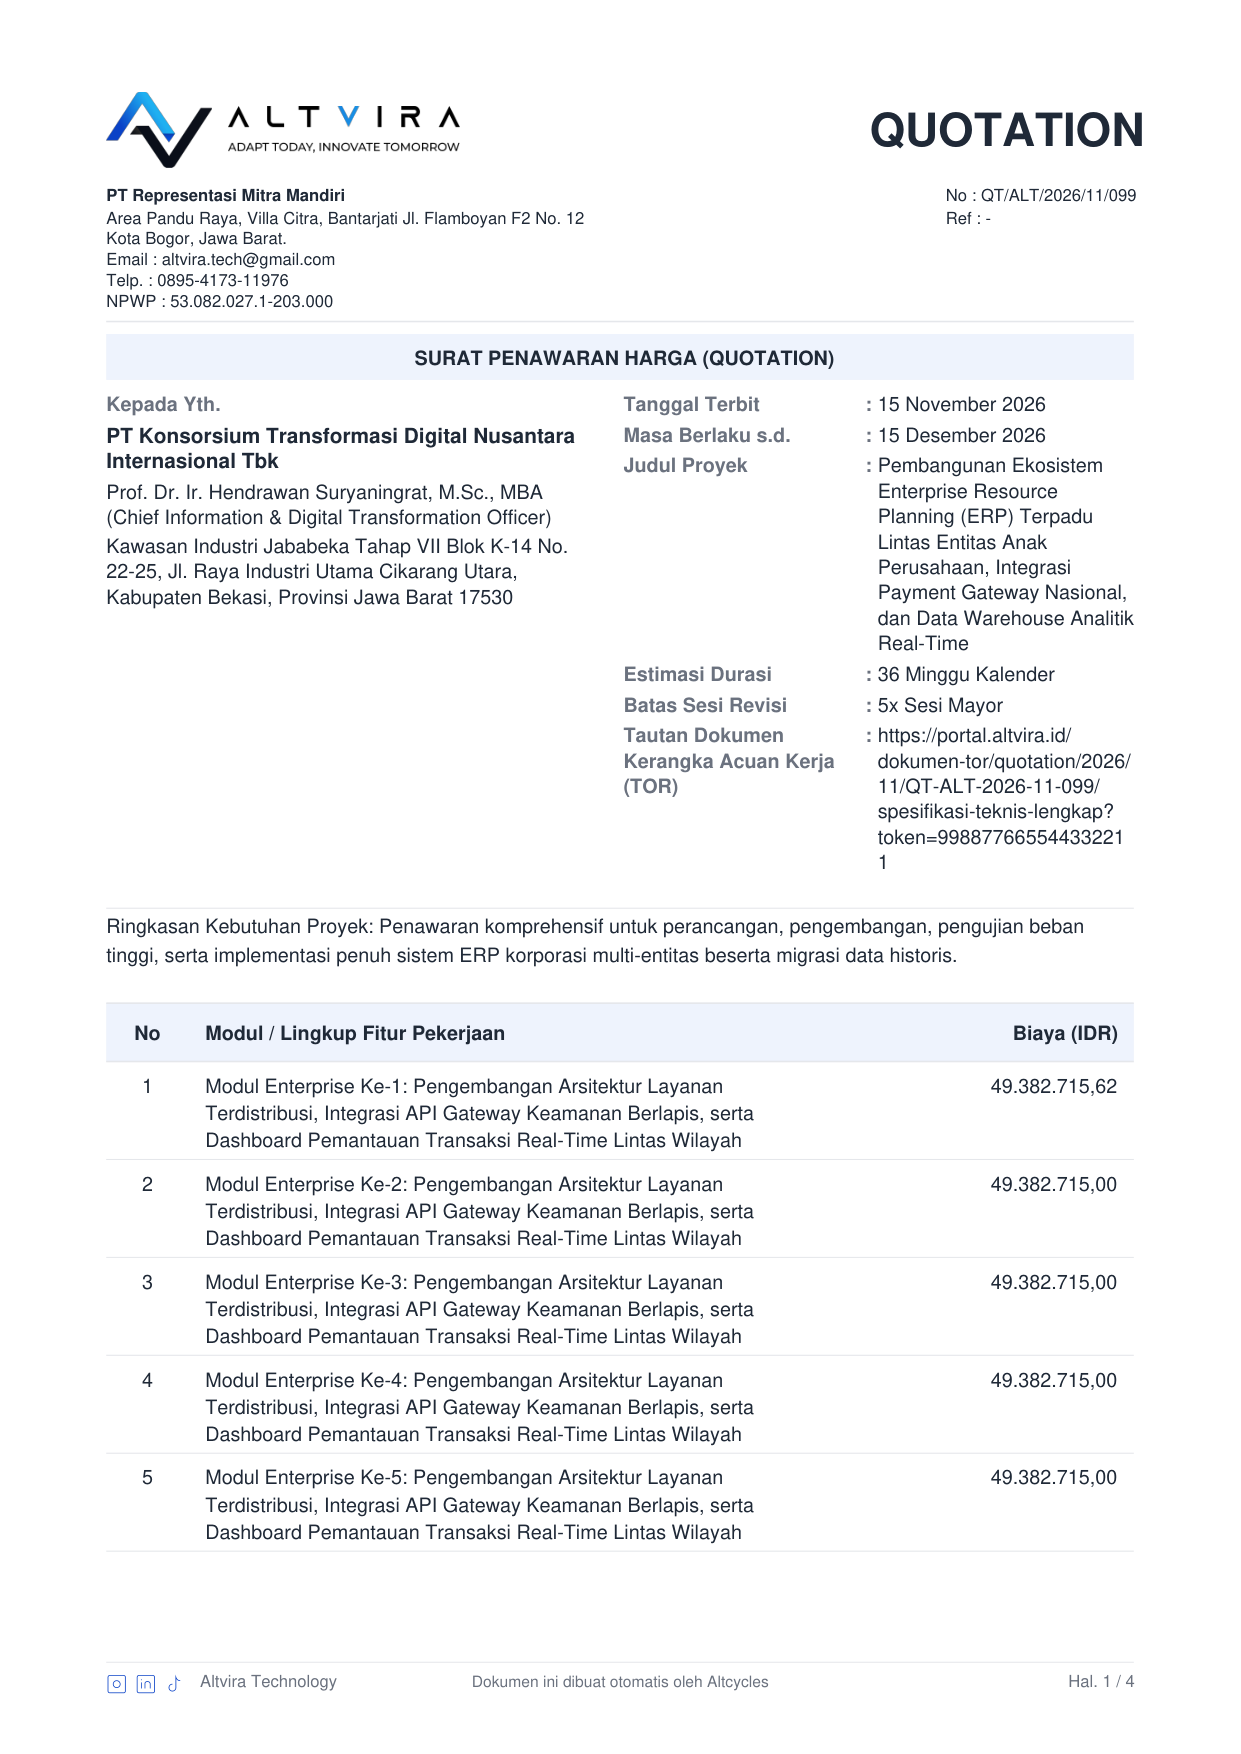 ALTVIRA
ADAPT TODAY, INNOVATE TOMORROW
QUOTATION
PT Representasi Mitra Mandiri
Area Pandu Raya, Villa Citra, Bantarjati Jl. Flamboyan F2 No. 12
Kota Bogor, Jawa Barat.
Email : altvira.tech@gmail.com
Telp. : 0895-4173-11976
NPWP : 53.082.027.1-203.000
No : QT/ALT/2026/11/099
Ref : -
SURAT PENAWARAN HARGA (QUOTATION)
Kepada Yth.
PT Konsorsium Transformasi Digital Nusantara
Internasional Tbk
Prof. Dr. Ir. Hendrawan Suryaningrat, M.Sc., MBA
(Chief Information & Digital Transformation Officer)
Kawasan Industri Jababeka Tahap VII Blok K-14 No.
22-25, Jl. Raya Industri Utama Cikarang Utara,
Kabupaten Bekasi, Provinsi Jawa Barat 17530
Tanggal Terbit : 15 November 2026
Masa Berlaku s.d. : 15 Desember 2026
Judul Proyek : Pembangunan Ekosistem
Enterprise Resource
Planning (ERP) Terpadu
Lintas Entitas Anak
Perusahaan, Integrasi
Payment Gateway Nasional,
dan Data Warehouse Analitik
Real-Time
Estimasi Durasi : 36 Minggu Kalender
Batas Sesi Revisi : 5x Sesi Mayor
Tautan Dokumen : https://portal.altvira.id/
Kerangka Acuan Kerja dokumen-tor/quotation/2026/
(TOR) 11/QT-ALT-2026-11-099/
spesifikasi-teknis-lengkap?
token=99887766554433221
1
Ringkasan Kebutuhan Proyek: Penawaran komprehensif untuk perancangan, pengembangan, pengujian beban
tinggi, serta implementasi penuh sistem ERP korporasi multi-entitas beserta migrasi data historis.
No Modul / Lingkup Fitur Pekerjaan Biaya (IDR)
1 Modul Enterprise Ke-1: Pengembangan Arsitektur Layanan 49.382.715,62
Terdistribusi, Integrasi API Gateway Keamanan Berlapis, serta
Dashboard Pemantauan Transaksi Real-Time Lintas Wilayah
2 Modul Enterprise Ke-2: Pengembangan Arsitektur Layanan 49.382.715,00
Terdistribusi, Integrasi API Gateway Keamanan Berlapis, serta
Dashboard Pemantauan Transaksi Real-Time Lintas Wilayah
3 Modul Enterprise Ke-3: Pengembangan Arsitektur Layanan 49.382.715,00
Terdistribusi, Integrasi API Gateway Keamanan Berlapis, serta
Dashboard Pemantauan Transaksi Real-Time Lintas Wilayah
4 Modul Enterprise Ke-4: Pengembangan Arsitektur Layanan 49.382.715,00
Terdistribusi, Integrasi API Gateway Keamanan Berlapis, serta
Dashboard Pemantauan Transaksi Real-Time Lintas Wilayah
5 Modul Enterprise Ke-5: Pengembangan Arsitektur Layanan 49.382.715,00
Terdistribusi, Integrasi API Gateway Keamanan Berlapis, serta
Dashboard Pemantauan Transaksi Real-Time Lintas Wilayah
Altvira Technology Dokumen ini dibuat otomatis oleh Altcycles Hal. 1 / 4